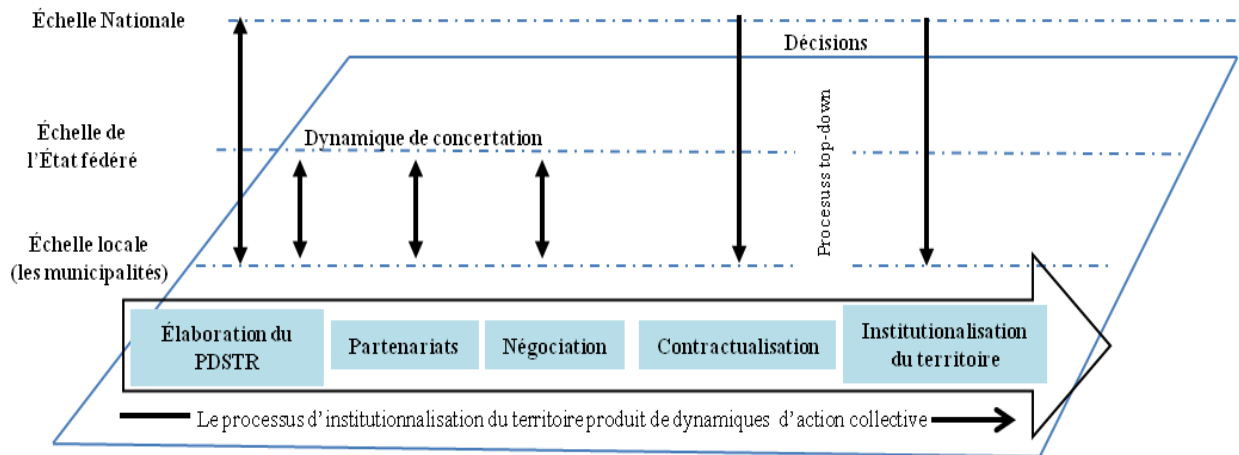 Échelle Nationale
Décisions
Échelle de
l'État fédéré
Dynamique de concertation
Procesuss top-down
Échelle locale
(les municipalités)
Élaboration du
PDSTR
Partenariats
Négociation
Contractualisation
Institutionalisation
du territoire
Le processus d'institutionnalisation du territoire produit de dynamiques d'action collective